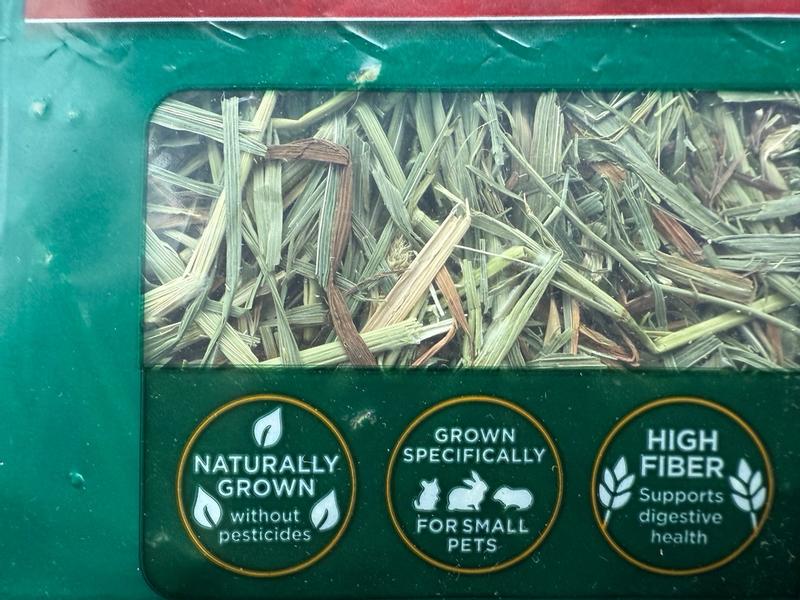 NATURALLY
GROWN
without
pesticides
GROWN
SPECIFICALLY
FOR SMALL
PETS
HIGH
FIBER
Supports
digestive
health